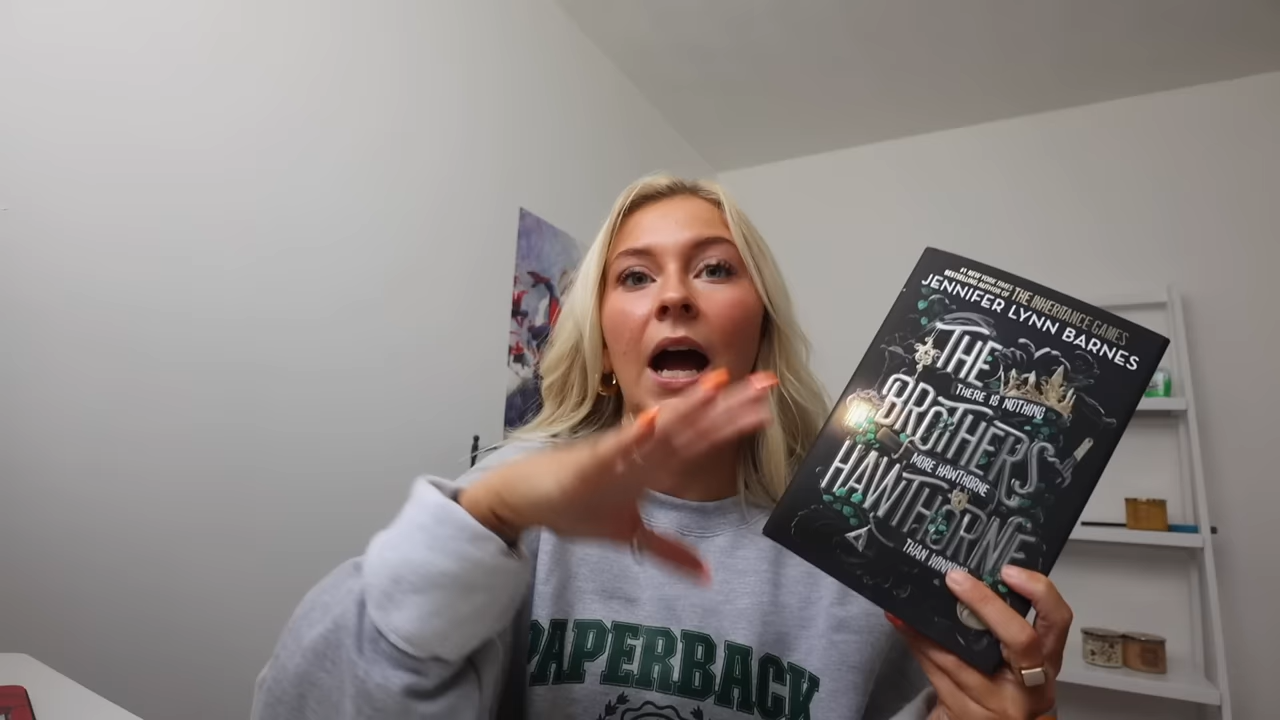 #1 NEW YORK TIMES
BESTSELLING AUTHOR OF THE INHERITANCE GAMES
JENNIFER LYNN BARNES
THE
THERE IS NOTHING
BROTHERS
MORE HAWTHORNE
HAWTHORNE
THAN WINNING
PAPERBACK